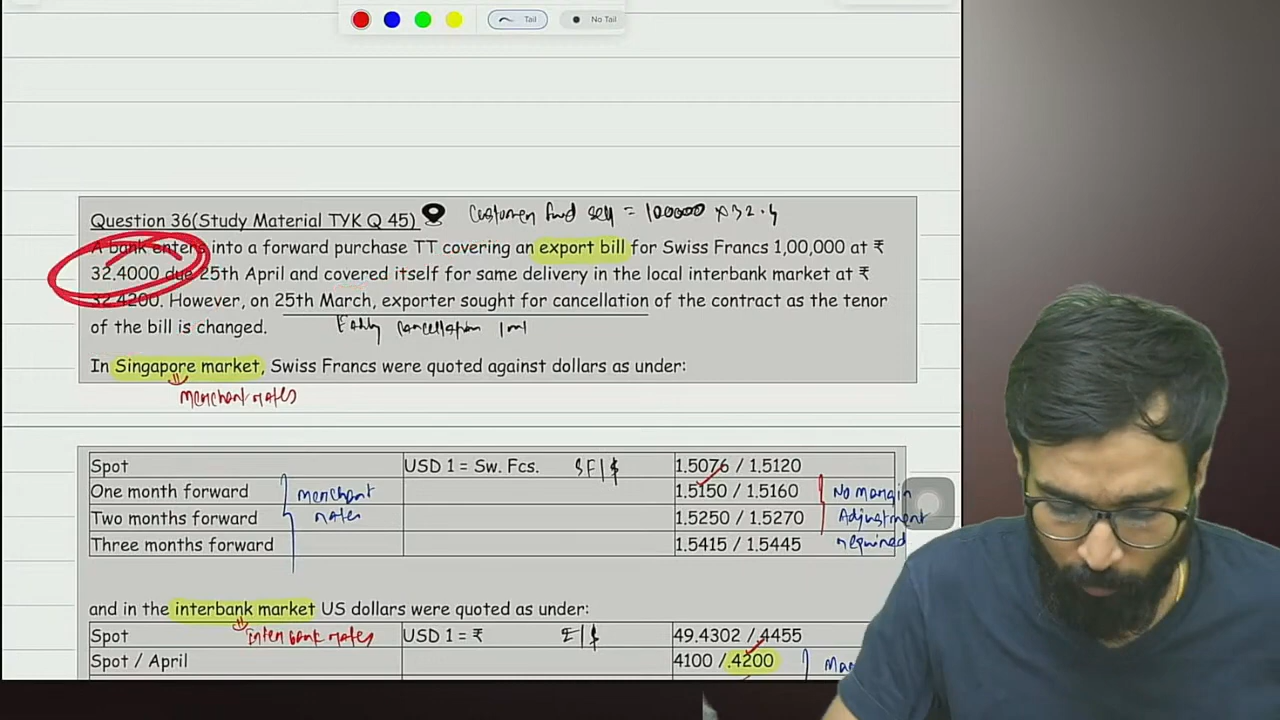 Tail
No Tail
Question 36(Study Material TYK Q 45) Customer fwd sell = 100000 × 32.4
A bank enters into a forward purchase TT covering an export bill for Swiss Francs 1,00,000 at ₹
32.4000 due 25th April and covered itself for same delivery in the local interbank market at ₹
32.4200. However, on 25th March, exporter sought for cancellation of the contract as the tenor
of the bill is changed. Early Cancellation 1m
In Singapore market, Swiss Francs were quoted against dollars as under:
merchant rates
Spot USD 1 = Sw. Fcs. SF/$ 1.5076 / 1.5120
One month forward merchant 1.5150 / 1.5160 No margin
Two months forward rates 1.5250 / 1.5270 Adjustment
Three months forward 1.5415 / 1.5445 required
and in the interbank market US dollars were quoted as under:
Inter bank rates
Spot USD 1 = ₹ ₹/$ 49.4302 / .4455
Spot / April 4100 /.4200